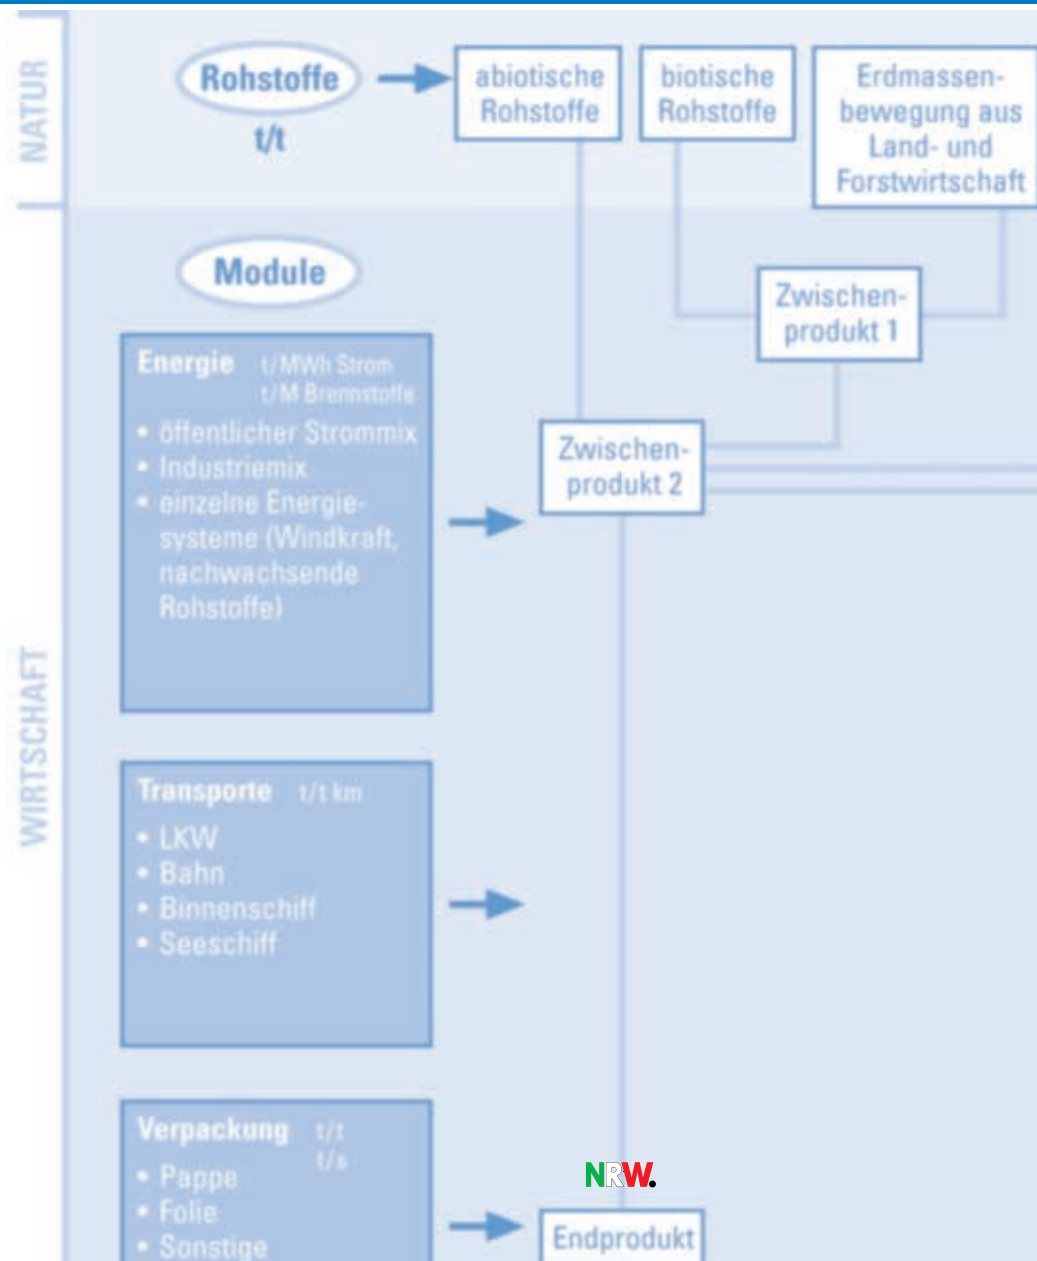 NATUR
Rohstoffe
t/t
abiotische
Rohstoffe
biotische
Rohstoffe
Erdmassen-
bewegung aus
Land- und
Forstwirtschaft
WIRTSCHAFT
Module
Zwischen-
produkt 1
Energie t/MWh Strom
t/M Brennstoffe
• öffentlicher Strommix
• Industriemix
• einzelne Energie-
systeme (Windkraft,
nachwachsende
Rohstoffe)
Zwischen-
produkt 2
Transporte t/t km
• LKW
• Bahn
• Binnenschiff
• Seeschiff
Verpackung t/t
• Pappe
• Folie
• Sonstige
NRW.
Endprodukt